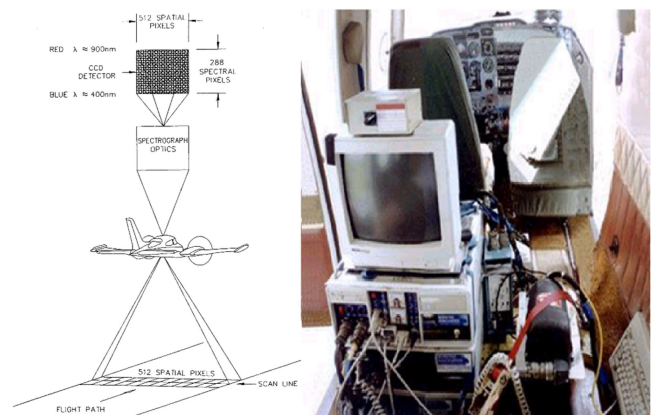 512 SPATIAL
PIXELS
RED λ ≈ 900nm
CCD
DETECTOR
288
SPECTRAL
PIXELS
BLUE λ ≈ 400nm
SPECTROGRAPH
OPTICS
512 SPATIAL PIXELS
SCAN LINE
FLIGHT PATH